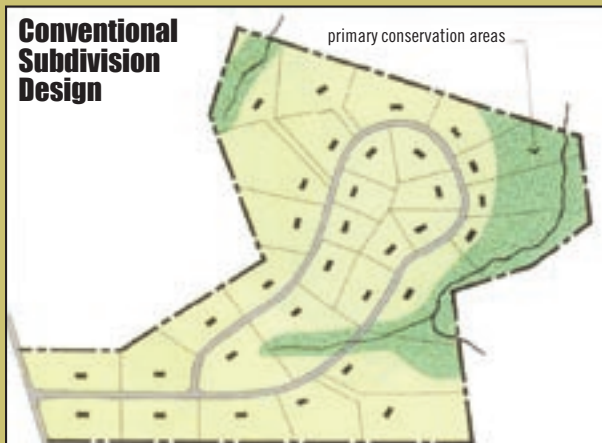 Conventional
Subdivision
Design
primary conservation areas